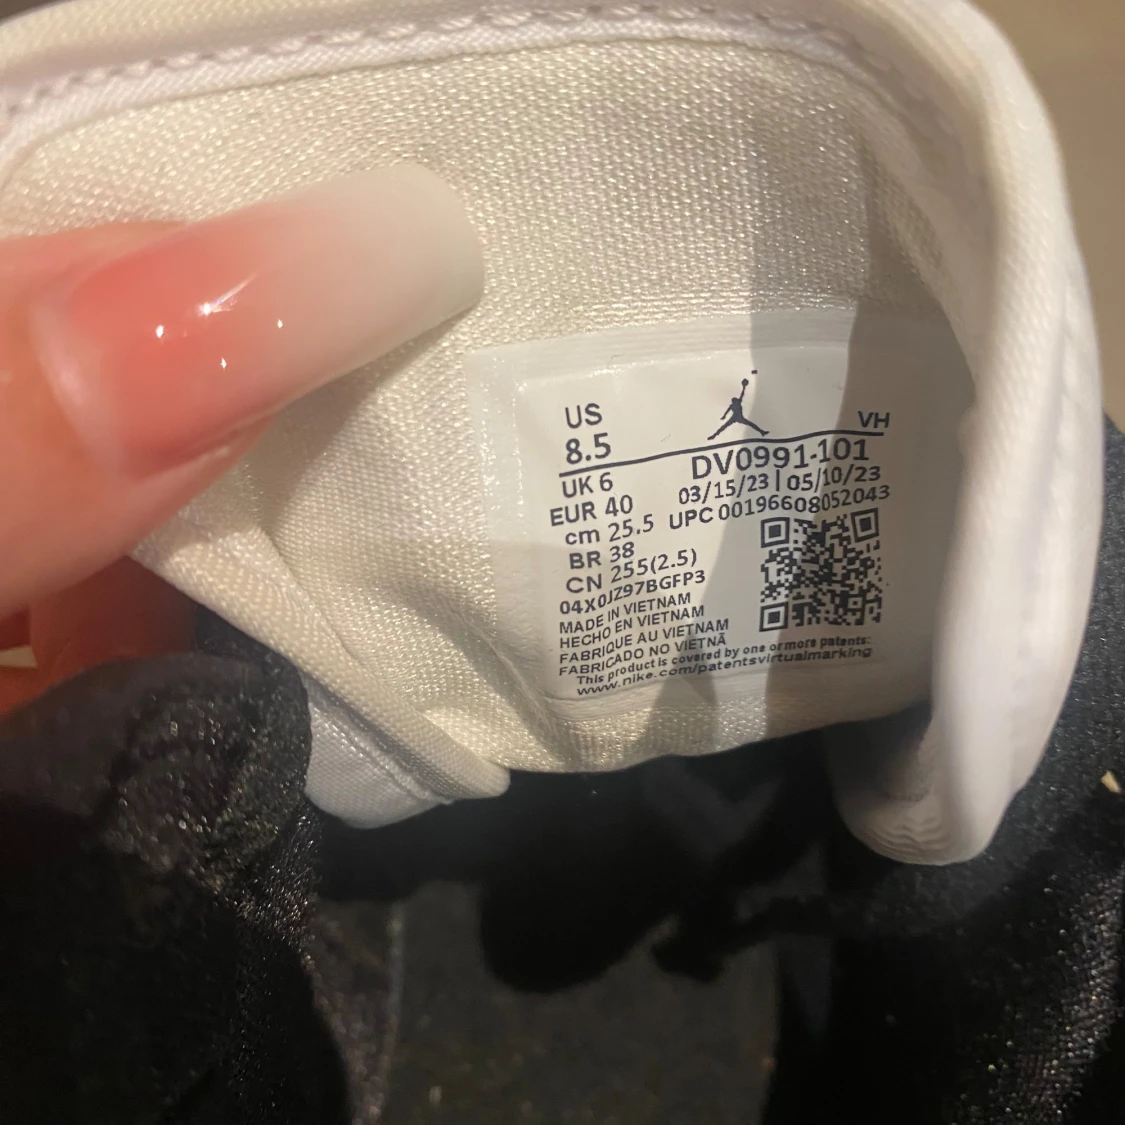 US
8.5
VH
UK 6
EUR 40
cm 25.5
BR 38
CN 255(2.5)
DV0991-101
03/15/23 | 05/10/23
UPC 00196608052043
04X0JZ97BGFP3
MADE IN VIETNAM
HECHO EN VIETNAM
FABRIQUE AU VIETNAM
FABRICADO NO VIETNÃ
This product is covered by one or more patents:
www.nike.com/patentsvirtualmarking